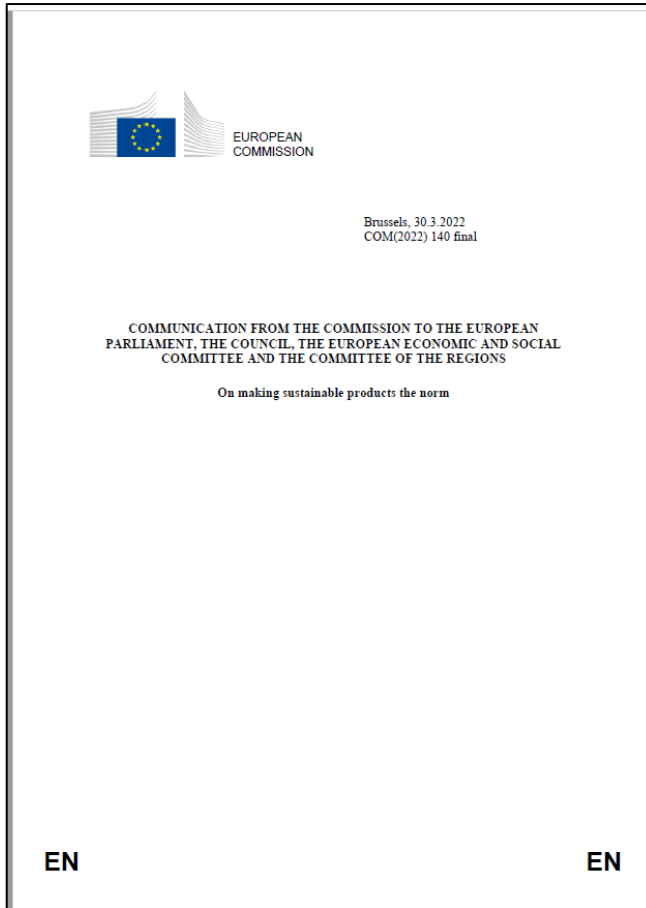 EUROPEAN
COMMISSION
Brussels, 30.3.2022
COM(2022) 140 final
COMMUNICATION FROM THE COMMISSION TO THE EUROPEAN
PARLIAMENT, THE COUNCIL, THE EUROPEAN ECONOMIC AND SOCIAL
COMMITTEE AND THE COMMITTEE OF THE REGIONS
On making sustainable products the norm
EN EN